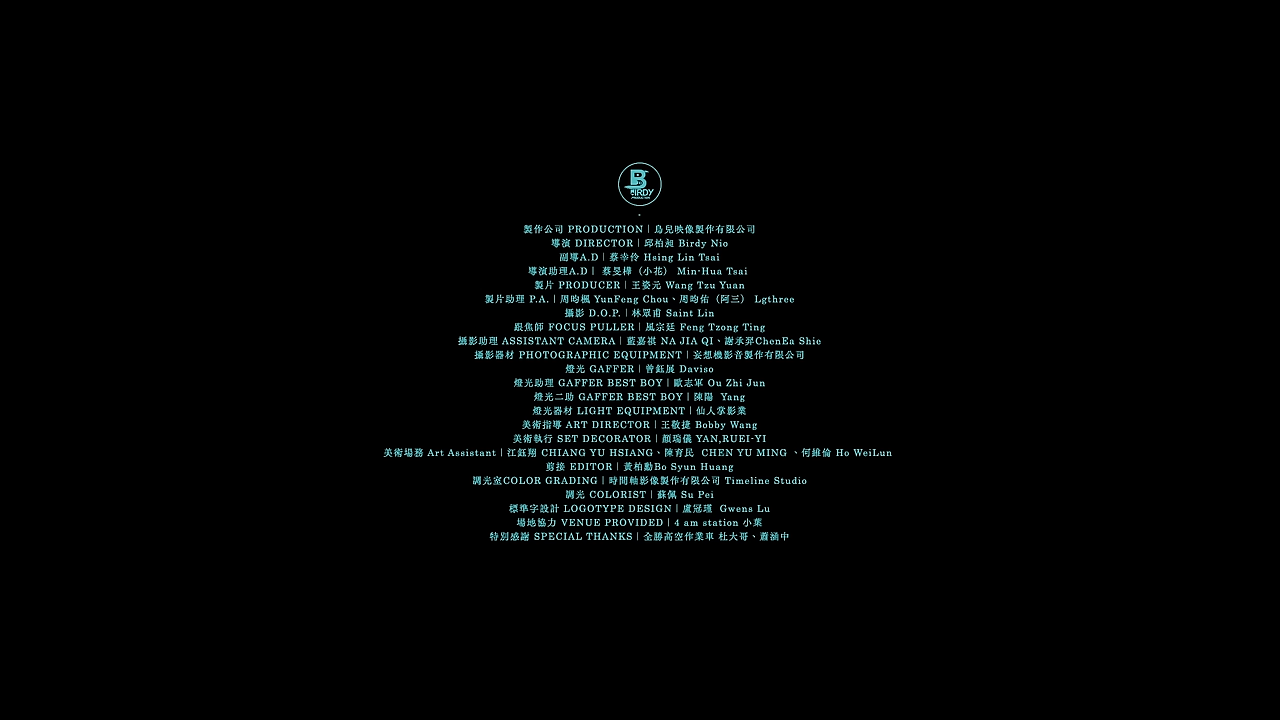 BIRDY
PRODUCTION
製作公司 PRODUCTION | 鳥兒映像製作有限公司
導演 DIRECTOR | 邱柏昶 Birdy Nio
副導A.D | 蔡幸伶 Hsing Lin Tsai
導演助理A.D | 蔡旻樺（小花） Min-Hua Tsai
製片 PRODUCER | 王姿元 Wang Tzu Yuan
製片助理 P.A. | 周昀楓 YunFeng Chou、周昀佑（阿三） Lgthree
攝影 D.O.P. | 林眾甫 Saint Lin
跟焦師 FOCUS PULLER | 風宗廷 Feng Tzong Ting
攝影助理 ASSISTANT CAMERA | 藍嘉祺 NA JIA QI、謝承羿ChenEa Shie
攝影器材 PHOTOGRAPHIC EQUIPMENT | 妄想機影音製作有限公司
燈光 GAFFER | 曾鈺展 Daviso
燈光助理 GAFFER BEST BOY | 歐志軍 Ou Zhi Jun
燈光二助 GAFFER BEST BOY | 陳陽 Yang
燈光器材 LIGHT EQUIPMENT | 仙人掌影業
美術指導 ART DIRECTOR | 王敬捷 Bobby Wang
美術執行 SET DECORATOR | 顏瑞儀 YAN,RUEI-YI
美術場務 Art Assistant | 江鈺翔 CHIANG YU HSIANG、陳育民 CHEN YU MING 、何維倫 Ho WeiLun
剪接 EDITOR | 黃柏勳Bo Syun Huang
調光室COLOR GRADING | 時間軸影像製作有限公司 Timeline Studio
調光 COLORIST | 蘇佩 Su Pei
標準字設計 LOGOTYPE DESIGN | 盧冠瑾 Gwens Lu
場地協力 VENUE PROVIDED | 4 am station 小葉
特別感謝 SPECIAL THANKS | 全勝高空作業車 杜大哥、蕭湧中